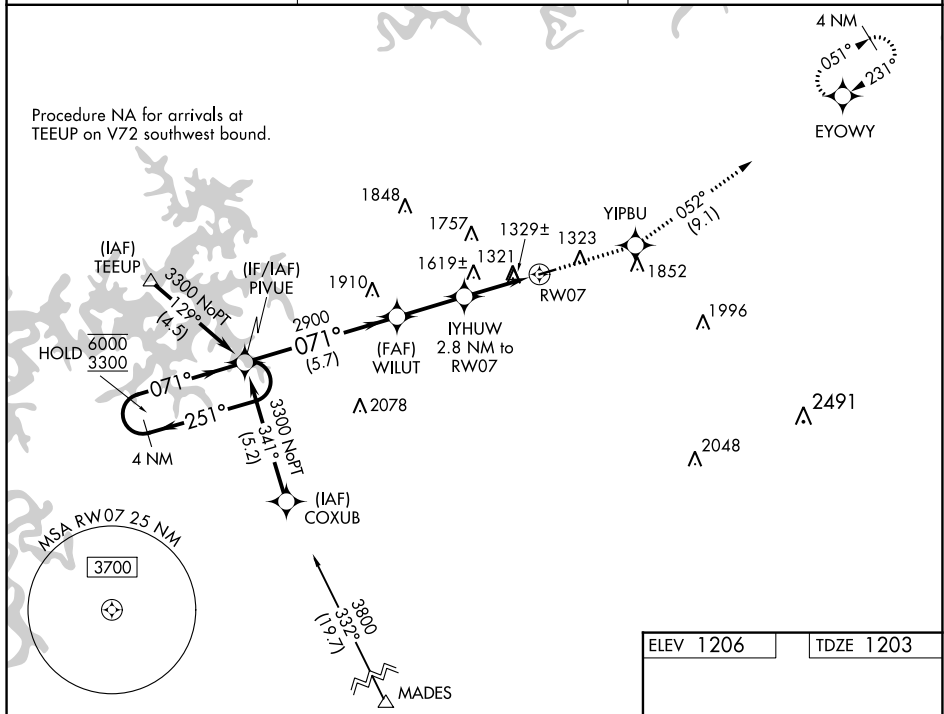 4 NM
051°
231°
EYOWY
Procedure NA for arrivals at
TEEUP on V72 southwest bound.
1848
1757
1329±
1323
YIPBU
052°
(9.1)
(IAF)
TEEUP
3300 NoPT
129°
(4.5)
(IF/IAF)
PIVUE
1910
1619±
1321
RW07
1852
1996
2900
071°
(5.7)
(FAF)
WILUT
IYHUW
2.8 NM to
RW07
HOLD
6000
3300
071°
251°
4 NM
3300 NoPT
341°
(5.2)
2078
2491
2048
(IAF)
COXUB
MSA RW07 25 NM
3700
3800
332°
(19.7)
MADES
ELEV 1206
TDZE 1203